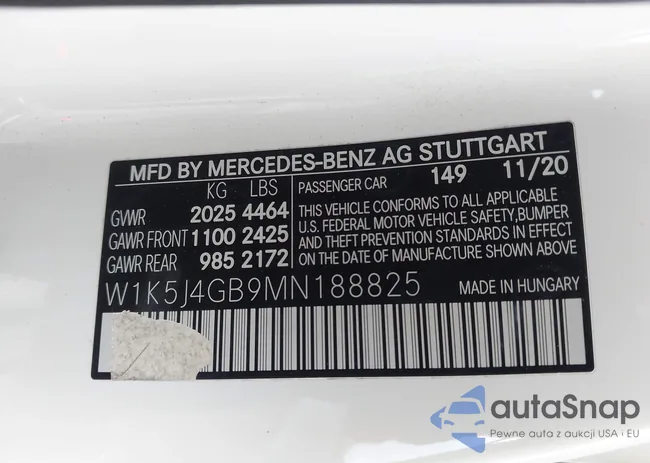 MFD BY MERCEDES-BENZ AG STUTTGART
KG LBS
PASSENGER CAR 149 11/20
GVWR 2025 4464
GAWR FRONT 1100 2425
GAWR REAR 985 2172
THIS VEHICLE CONFORMS TO ALL APPLICABLE
U.S. FEDERAL MOTOR VEHICLE SAFETY, BUMPER
AND THEFT PREVENTION STANDARDS IN EFFECT
ON THE DATE OF MANUFACTURE SHOWN ABOVE.
W1K5J4GB9MN188825
MADE IN HUNGARY
autaSnap
Pewne auta z aukcji USA i EU